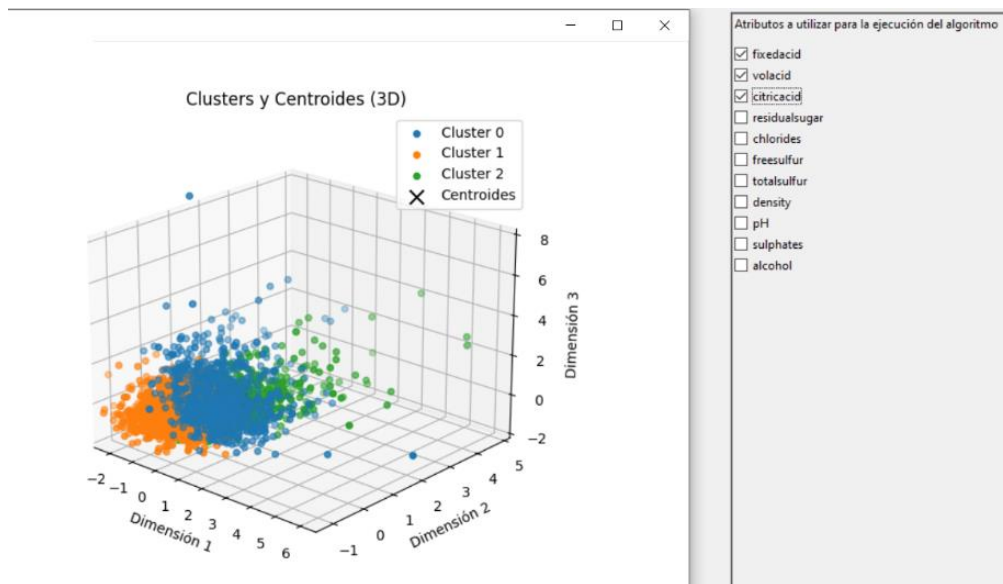 Clusters y Centroides (3D)
Cluster 0
Cluster 1
Cluster 2
Centroides
8
6
4
2
0
−2
Dimensión 3
−2 −1 0 1 2 3 4 5 6
Dimensión 1
−1 0 1 2 3 4 5
Dimensión 2
Atributos a utilizar para la ejecución del algoritmo
fixedacid
volacid
citricacid
residualsugar
chlorides
freesulfur
totalsulfur
density
pH
sulphates
alcohol